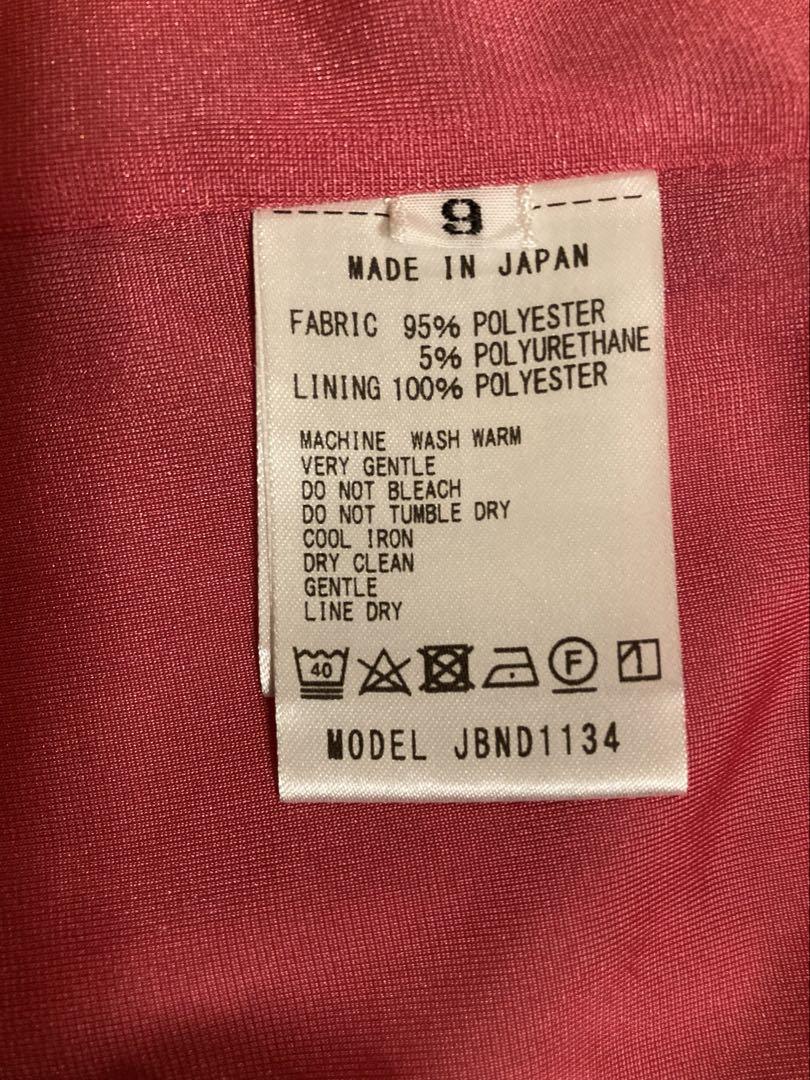 9
MADE IN JAPAN
FABRIC 95% POLYESTER
5% POLYURETHANE
LINING 100% POLYESTER
MACHINE WASH WARM
VERY GENTLE
DO NOT BLEACH
DO NOT TUMBLE DRY
COOL IRON
DRY CLEAN
GENTLE
LINE DRY
40 F
MODEL JBND1134